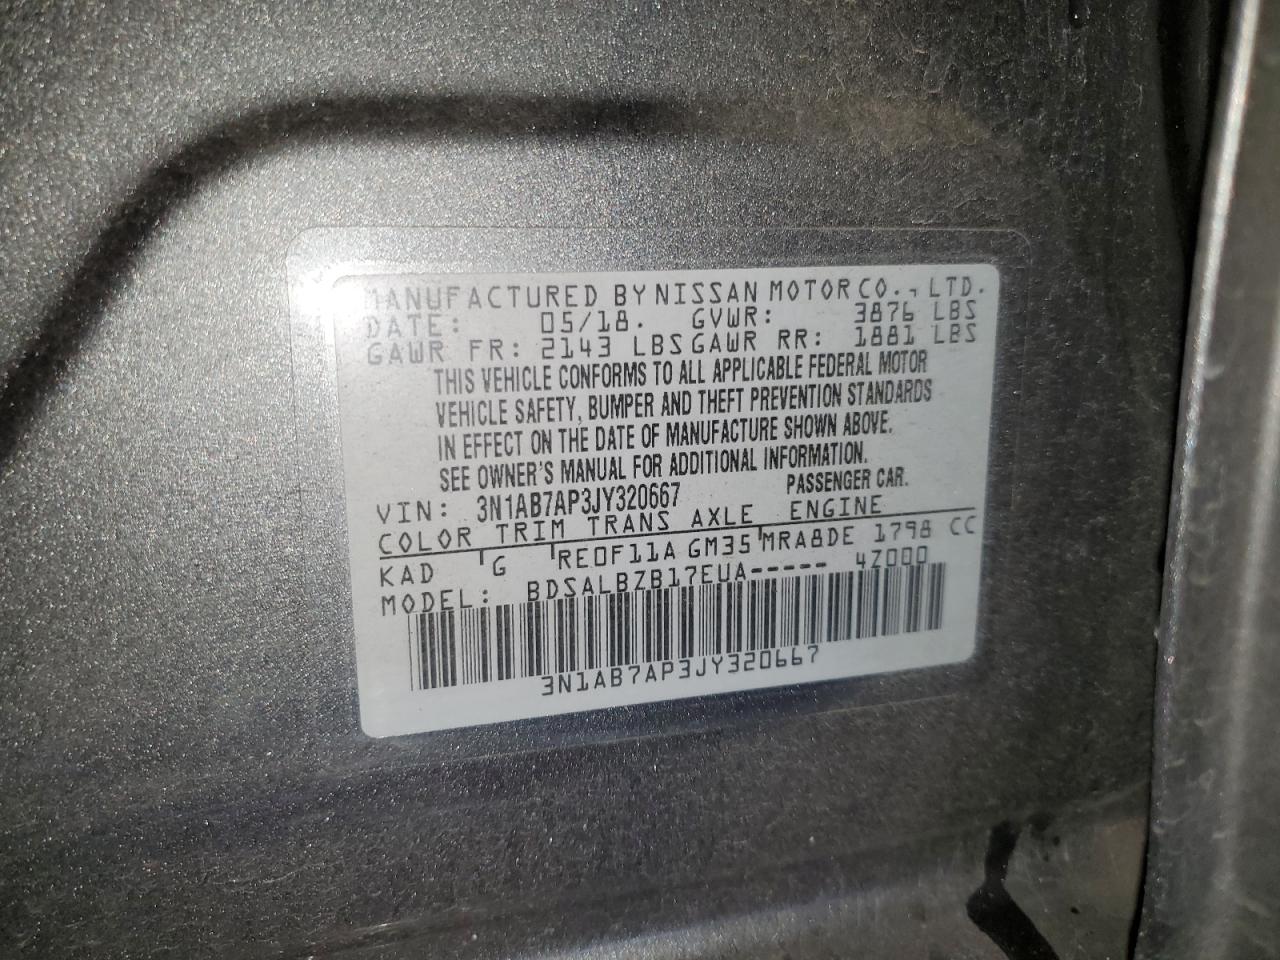 MANUFACTURED BY NISSAN MOTOR CO., LTD.
DATE: 05/18. GVWR: 3876 LBS
GAWR FR: 2143 LBS GAWR RR: 1881 LBS
THIS VEHICLE CONFORMS TO ALL APPLICABLE FEDERAL MOTOR
VEHICLE SAFETY, BUMPER AND THEFT PREVENTION STANDARDS
IN EFFECT ON THE DATE OF MANUFACTURE SHOWN ABOVE.
SEE OWNER'S MANUAL FOR ADDITIONAL INFORMATION.
VIN: 3N1AB7AP3JY320667 PASSENGER CAR.
COLOR TRIM TRANS AXLE ENGINE
KAD G RE0F11A GM35 MRA8DE 1798 CC
MODEL: BDSALBZB17EUA----- 4Z000
3N1AB7AP3JY320667